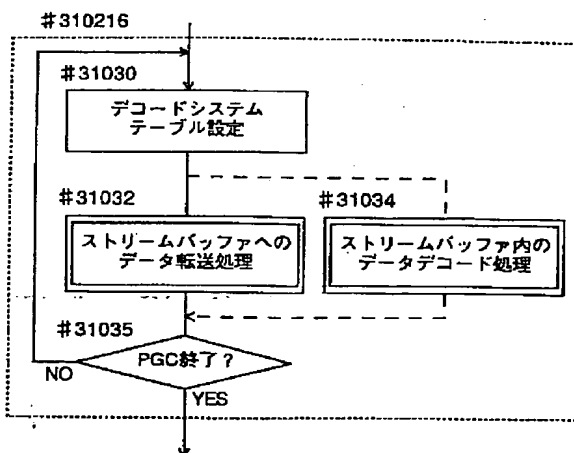 #310216
#31030
デコードシステム
テーブル設定
#31032
ストリームバッファへの
データ転送処理
#31034
ストリームバッファ内の
データデコード処理
#31035
PGC終了?
NO
YES